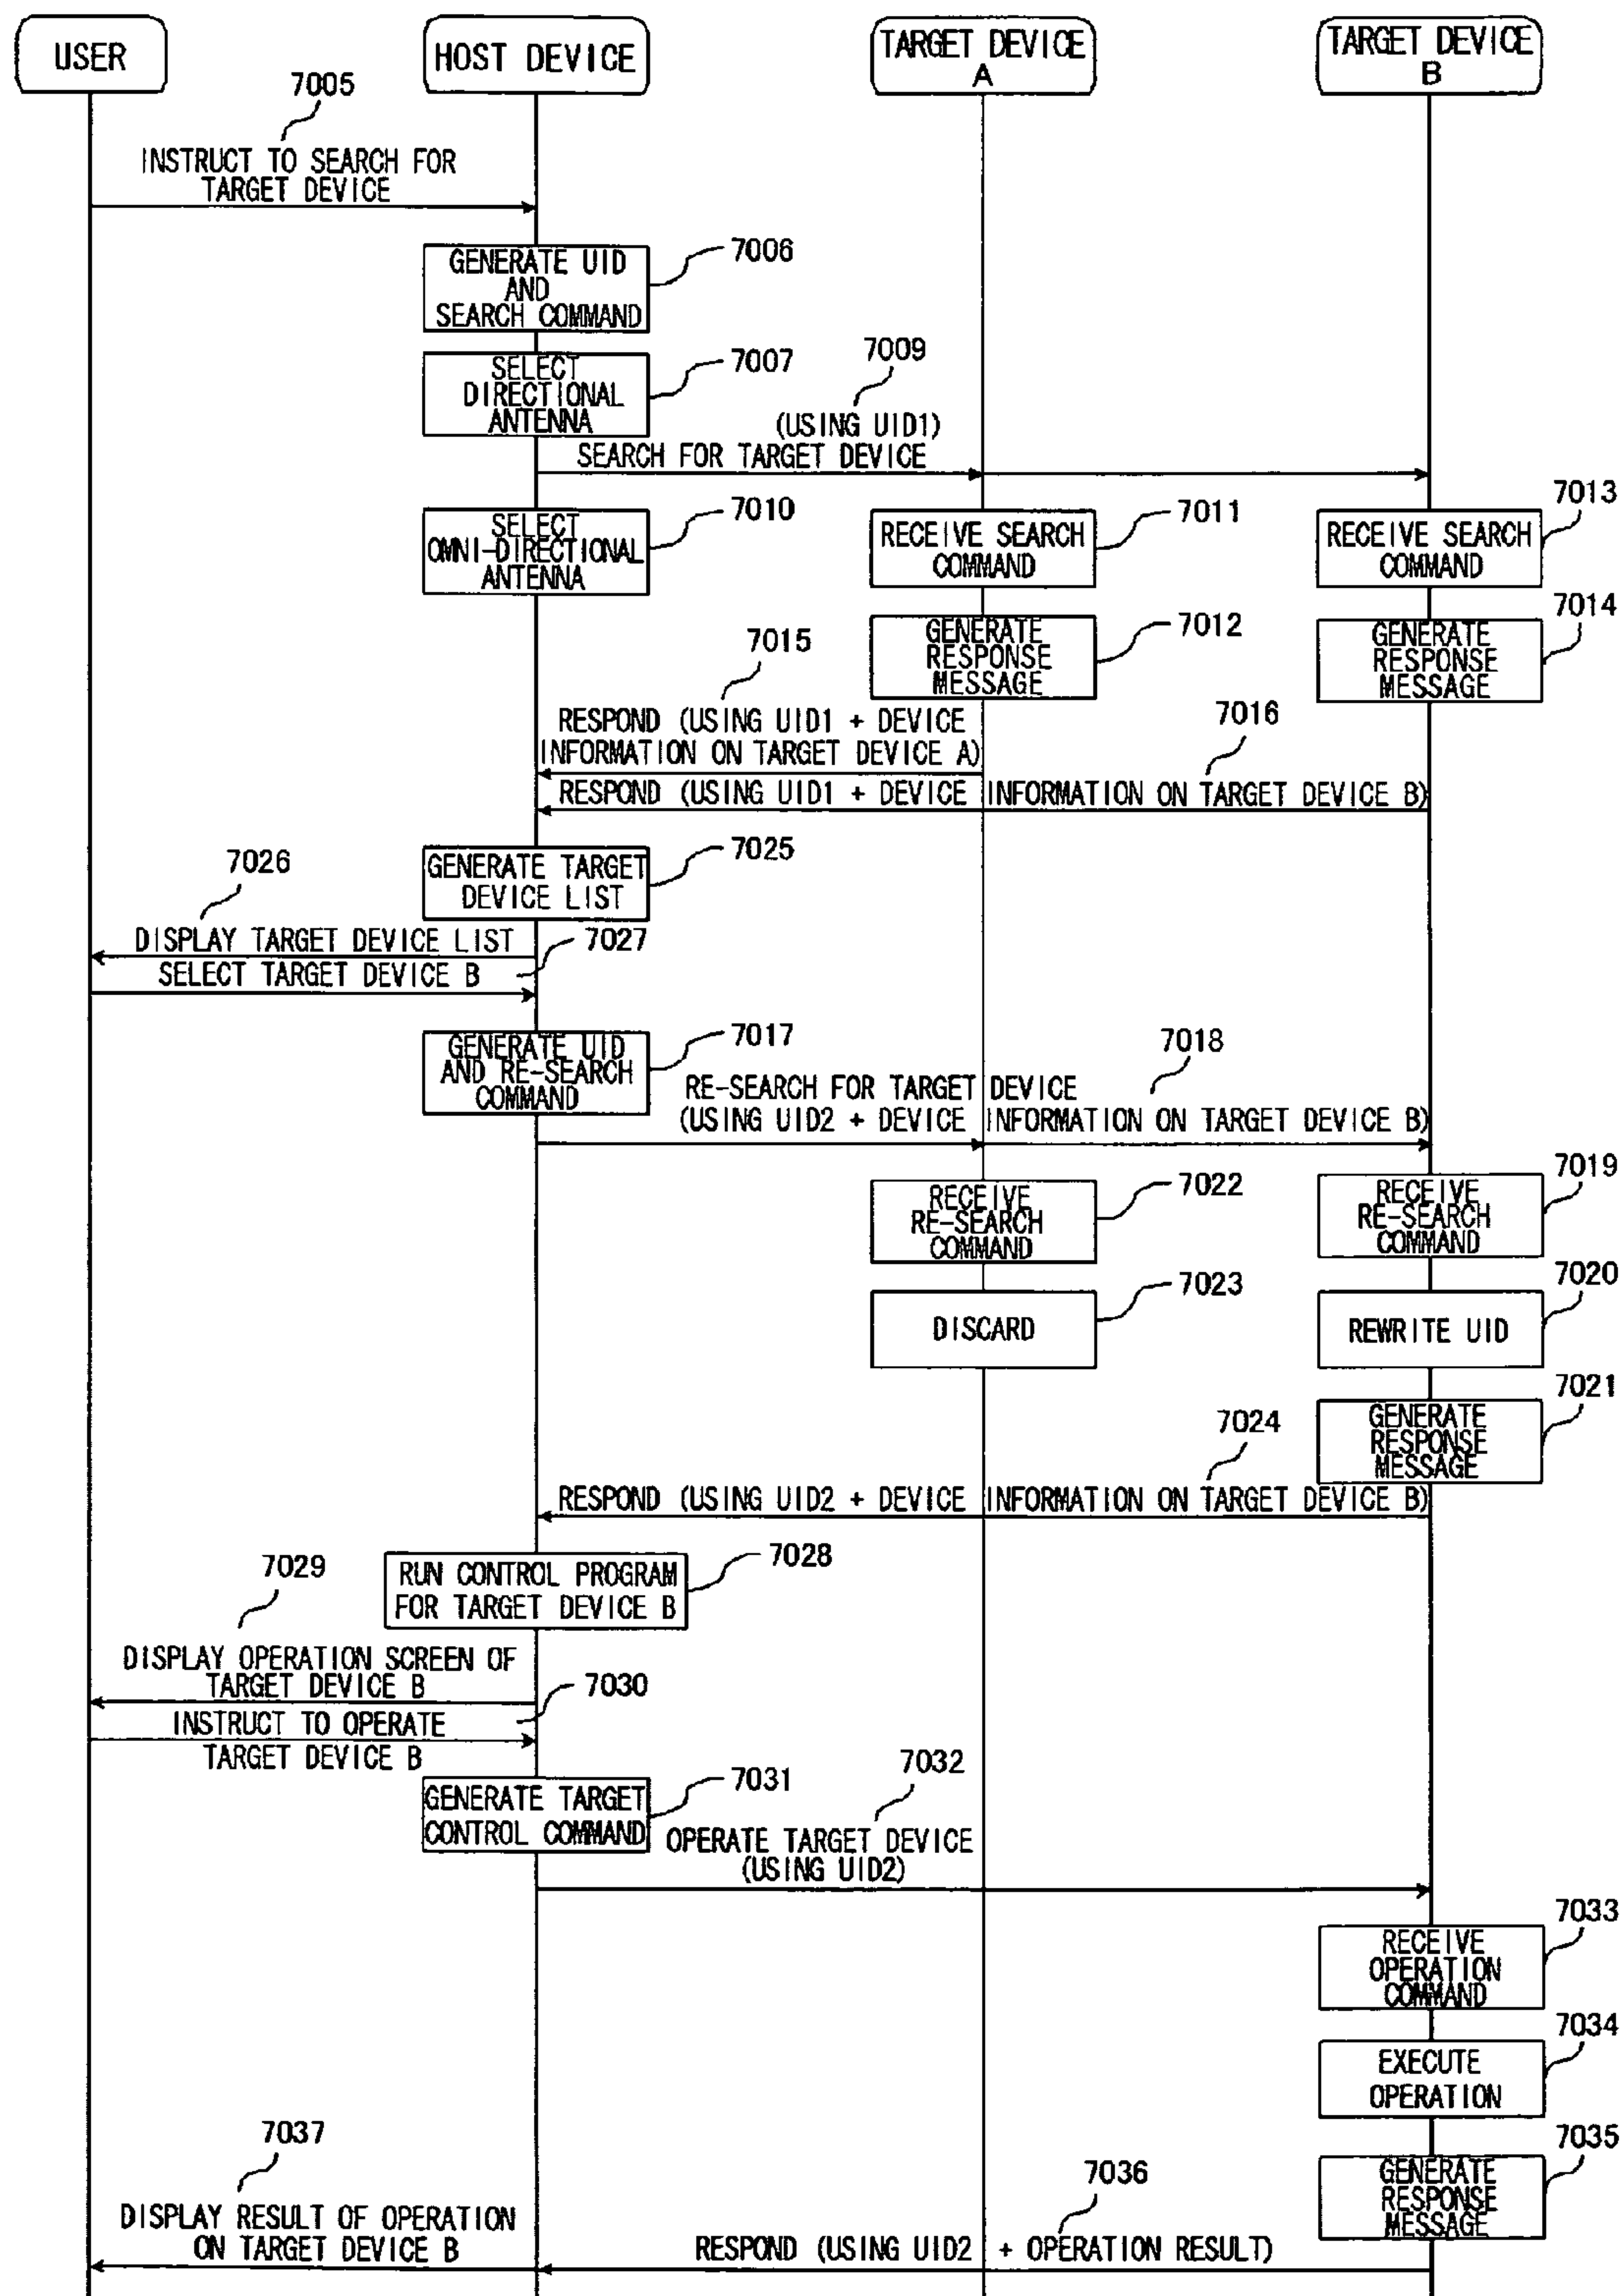 USER
HOST DEVICE
TARGET DEVICE
A
TARGET DEVICE
B
7005
INSTRUCT TO SEARCH FOR
TARGET DEVICE
GENERATE UID
AND
SEARCH COMMAND
7006
SELECT
DIRECTIONAL
ANTENNA
7007
7009
(USING UID1)
SEARCH FOR TARGET DEVICE
SELECT
OMNI-DIRECTIONAL
ANTENNA
7010
RECEIVE SEARCH
COMMAND
7011
RECEIVE SEARCH
COMMAND
7013
GENERATE
RESPONSE
MESSAGE
7012
GENERATE
RESPONSE
MESSAGE
7014
7015
RESPOND (USING UID1 + DEVICE
INFORMATION ON TARGET DEVICE A)
7016
RESPOND (USING UID1 + DEVICE INFORMATION ON TARGET DEVICE B)
GENERATE TARGET
DEVICE LIST
7025
7026
DISPLAY TARGET DEVICE LIST
7027
SELECT TARGET DEVICE B
GENERATE UID
AND RE-SEARCH
COMMAND
7017
7018
RE-SEARCH FOR TARGET DEVICE
(USING UID2 + DEVICE INFORMATION ON TARGET DEVICE B)
RECEIVE
RE-SEARCH
COMMAND
7022
RECEIVE
RE-SEARCH
COMMAND
7019
DISCARD
7023
REWRITE UID
7020
GENERATE
RESPONSE
MESSAGE
7021
7024
RESPOND (USING UID2 + DEVICE INFORMATION ON TARGET DEVICE B)
RUN CONTROL PROGRAM
FOR TARGET DEVICE B
7028
7029
DISPLAY OPERATION SCREEN OF
TARGET DEVICE B
7030
INSTRUCT TO OPERATE
TARGET DEVICE B
GENERATE TARGET
CONTROL COMMAND
7031
7032
OPERATE TARGET DEVICE
(USING UID2)
RECEIVE
OPERATION
COMMAND
7033
EXECUTE
OPERATION
7034
GENERATE
RESPONSE
MESSAGE
7035
7036
RESPOND (USING UID2 + OPERATION RESULT)
7037
DISPLAY RESULT OF OPERATION
ON TARGET DEVICE B